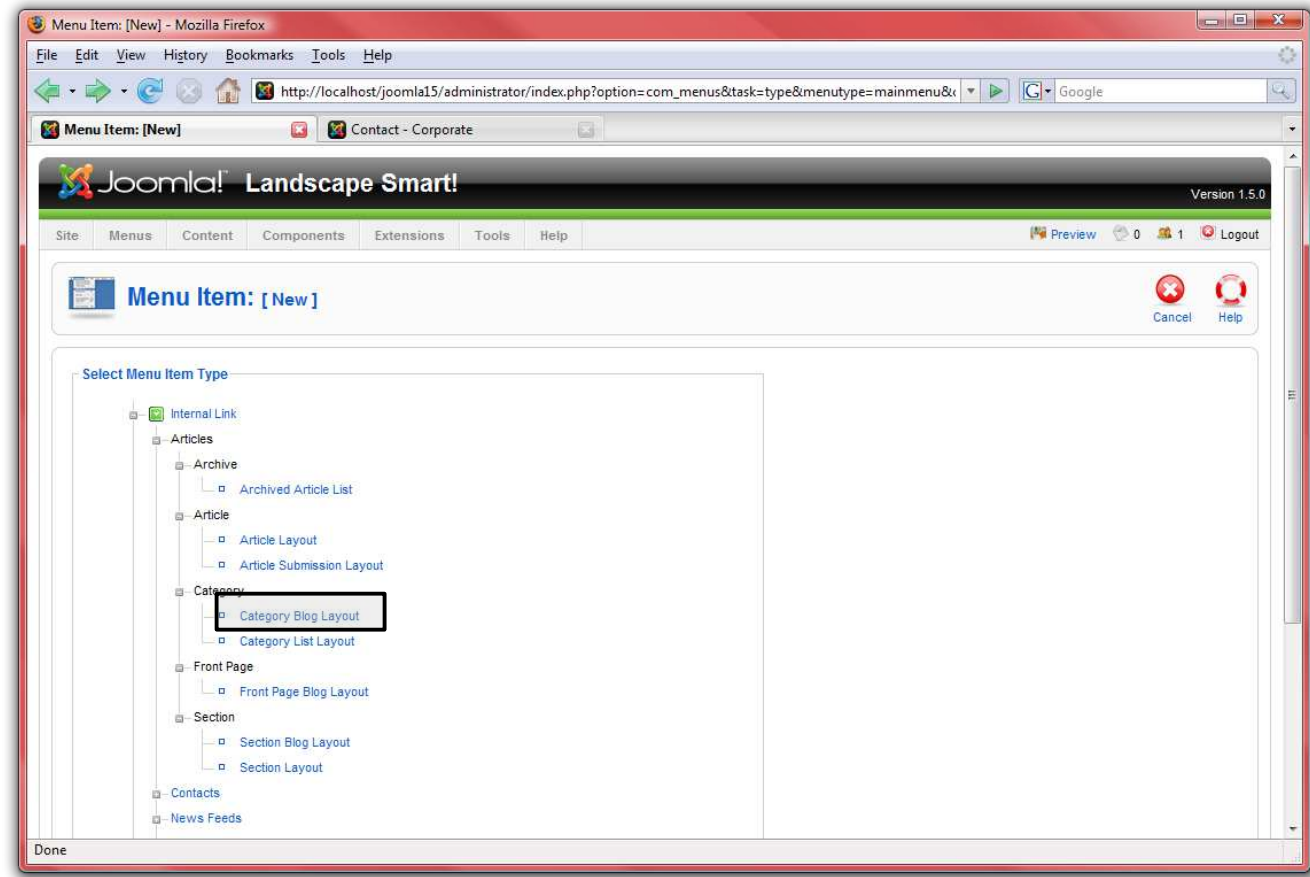 Menu Item: [New] - Mozilla Firefox
File Edit View History Bookmarks Tools Help
http://localhost/joomla15/administrator/index.php?option=com_menus&task=type&menutype=mainmenu& G Google
Menu Item: [New] Contact - Corporate
Joomla! Landscape Smart!
Version 1.5.0
Site Menus Content Components Extensions Tools Help Preview 0 1 Logout
Menu Item: [ New ]
Cancel Help
Select Menu Item Type
Internal Link
Articles
Archive
Archived Article List
Article
Article Layout
Article Submission Layout
Category
Category Blog Layout
Category List Layout
Front Page
Front Page Blog Layout
Section
Section Blog Layout
Section Layout
Contacts
News Feeds
Done